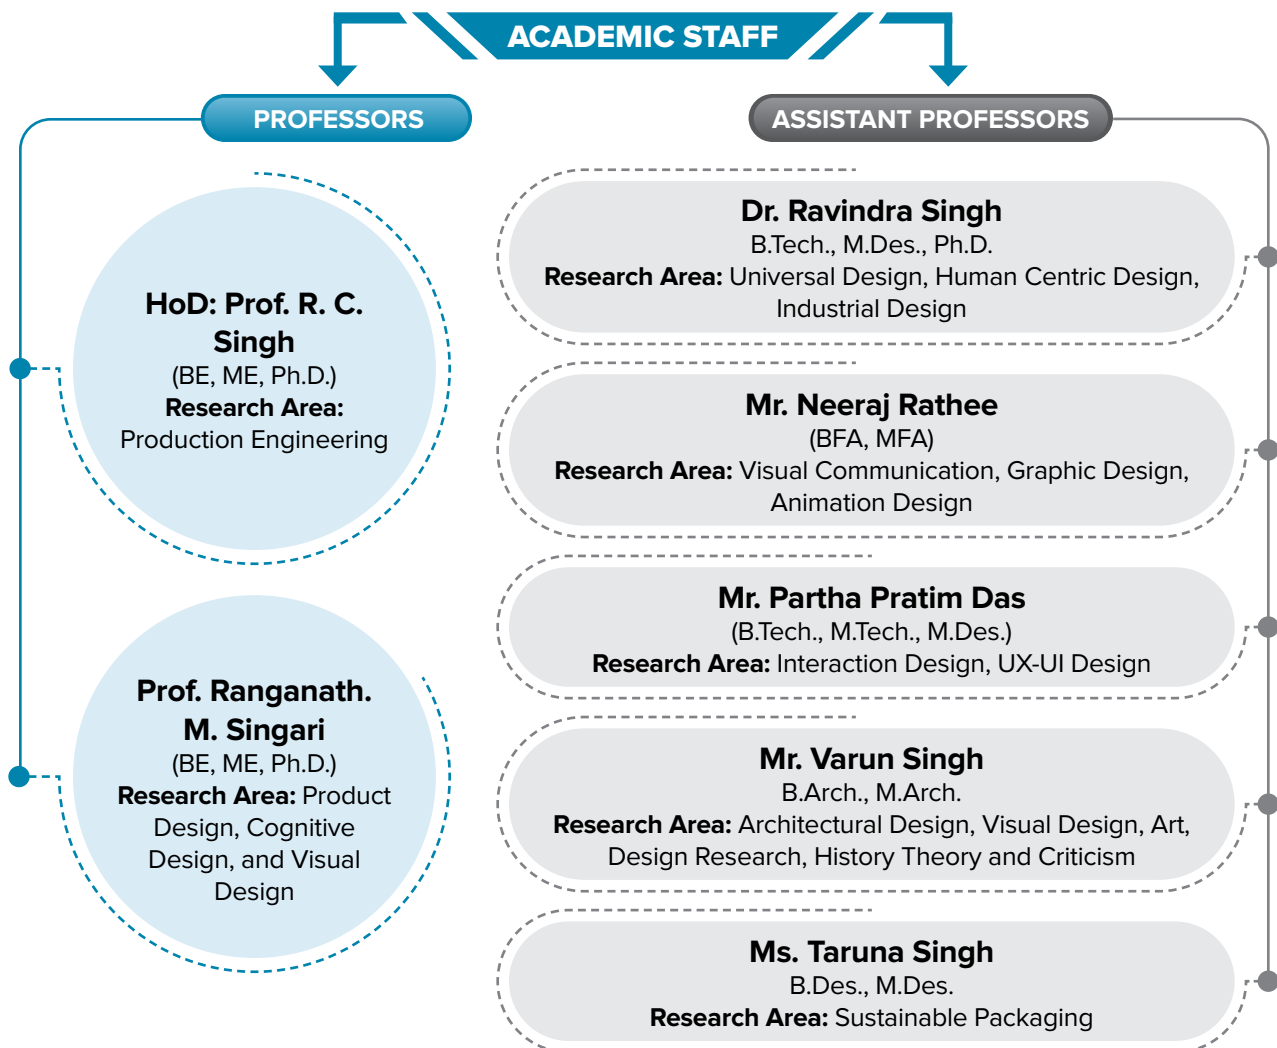 ACADEMIC STAFF
PROFESSORS
HoD: Prof. R. C.
Singh
(BE, ME, Ph.D.)
Research Area:
Production Engineering
Prof. Ranganath.
M. Singari
(BE, ME, Ph.D.)
Research Area: Product
Design, Cognitive
Design, and Visual
Design
ASSISTANT PROFESSORS
Dr. Ravindra Singh
B.Tech., M.Des., Ph.D.
Research Area: Universal Design, Human Centric Design,
Industrial Design
Mr. Neeraj Rathee
(BFA, MFA)
Research Area: Visual Communication, Graphic Design,
Animation Design
Mr. Partha Pratim Das
(B.Tech., M.Tech., M.Des.)
Research Area: Interaction Design, UX-UI Design
Mr. Varun Singh
B.Arch., M.Arch.
Research Area: Architectural Design, Visual Design, Art,
Design Research, History Theory and Criticism
Ms. Taruna Singh
B.Des., M.Des.
Research Area: Sustainable Packaging